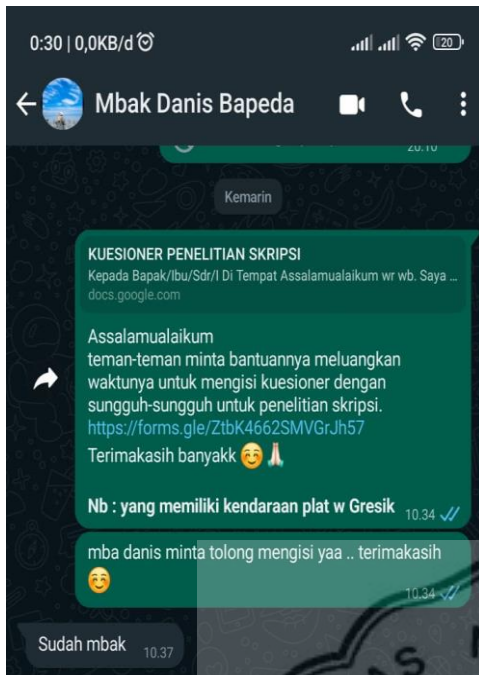 0:30 | 0,0KB/d
20
Mbak Danis Bapeda
20.10
Kemarin
KUESIONER PENELITIAN SKRIPSI
Kepada Bapak/Ibu/Sdr/I Di Tempat Assalamualaikum wr wb. Saya ...
docs.google.com
Assalamualaikum
teman-teman minta bantuannya meluangkan
waktunya untuk mengisi kuesioner dengan
sungguh-sungguh untuk penelitian skripsi.
https://forms.gle/ZtbK4662SMVGrJh57
Terimakasih banyakk ☺️🙏
Nb : yang memiliki kendaraan plat w Gresik 10.34
mba danis minta tolong mengisi yaa .. terimakasih
☺️ 10.34
Sudah mbak 10.37